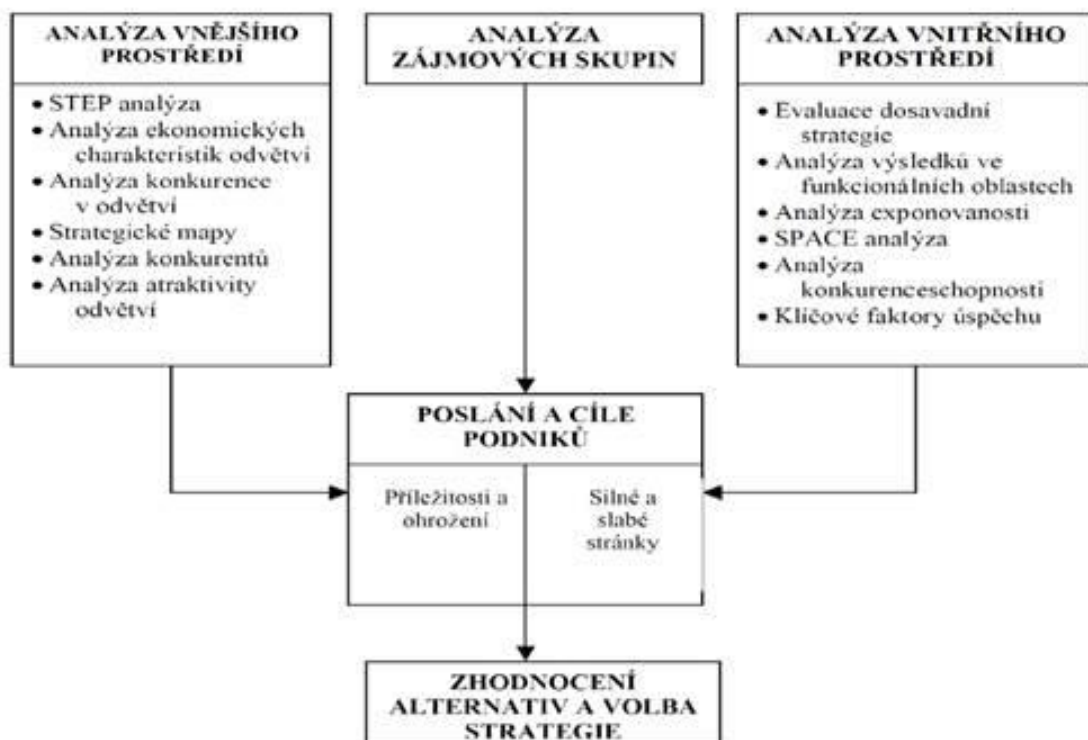 ANALÝZA VNĚJŠÍHO
PROSTŘEDÍ
• STEP analýza
• Analýza ekonomických
charakteristik odvětví
• Analýza konkurence
v odvětví
• Strategické mapy
• Analýza konkurentů
• Analýza atraktivity
odvětví
ANALÝZA
ZÁJMOVÝCH SKUPIN
ANALÝZA VNITŘNÍHO
PROSTŘEDÍ
• Evaluace dosavadní
strategie
• Analýza výsledků ve
funkcionálních oblastech
• Analýza exponovanosti
• SPACE analýza
• Analýza
konkurenceschopnosti
• Klíčové faktory úspěchu
POSLÁNÍ A CÍLE
PODNIKŮ
Příležitosti a
ohrožení
Silné a
slabé
stránky
ZHODNOCENÍ
ALTERNATIV A VOLBA
STRATEGIE